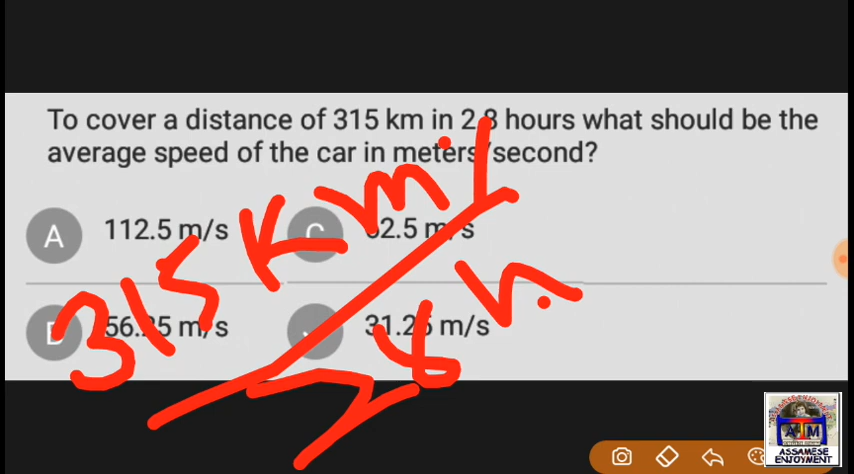 To cover a distance of 315 km in 2.8 hours what should be the
average speed of the car in meters/second?
A 112.5 m/s
C 62.5 m/s
56.25 m/s
31.25 m/s
315 Km
2.8 h.
ATM
ASSAMESE
ENJOYMENT